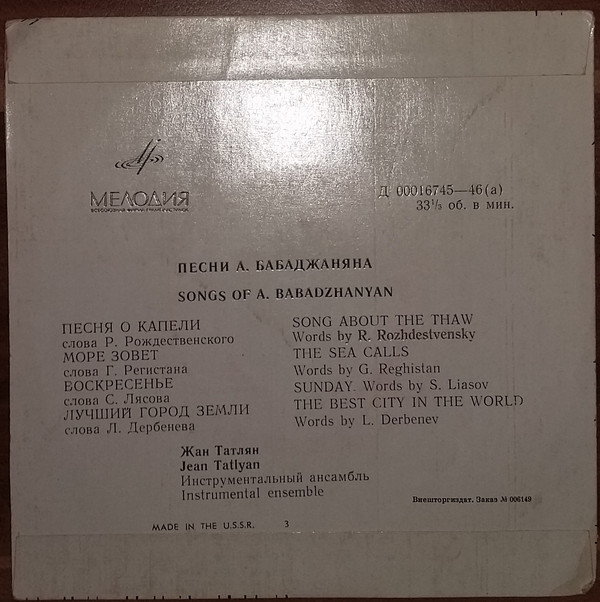 МЕЛОДИЯ
ВСЕСОЮЗНАЯ ФИРМА ГРАМПЛАСТИНОК
Д 00016745—46(а)
33⅓ об. в мин.
ПЕСНИ А. БАБАДЖАНЯНА
SONGS OF A. BABADZHANYAN
ПЕСНЯ О КАПЕЛИ
слова Р. Рождественского
МОРЕ ЗОВЕТ
слова Г. Регистана
ВОСКРЕСЕНЬЕ
слова С. Лясова
ЛУЧШИЙ ГОРОД ЗЕМЛИ
слова Л. Дербенева
SONG ABOUT THE THAW
Words by R. Rozhdestvensky
THE SEA CALLS
Words by G. Reghistan
SUNDAY. Words by S. Liasov
THE BEST CITY IN THE WORLD
Words by L. Derbenev
Жан Татлян
Jean Tatlyan
Инструментальный ансамбль
Instrumental ensemble
Внешторгиздат. Заказ № 006149
MADE IN THE U.S.S.R. 3